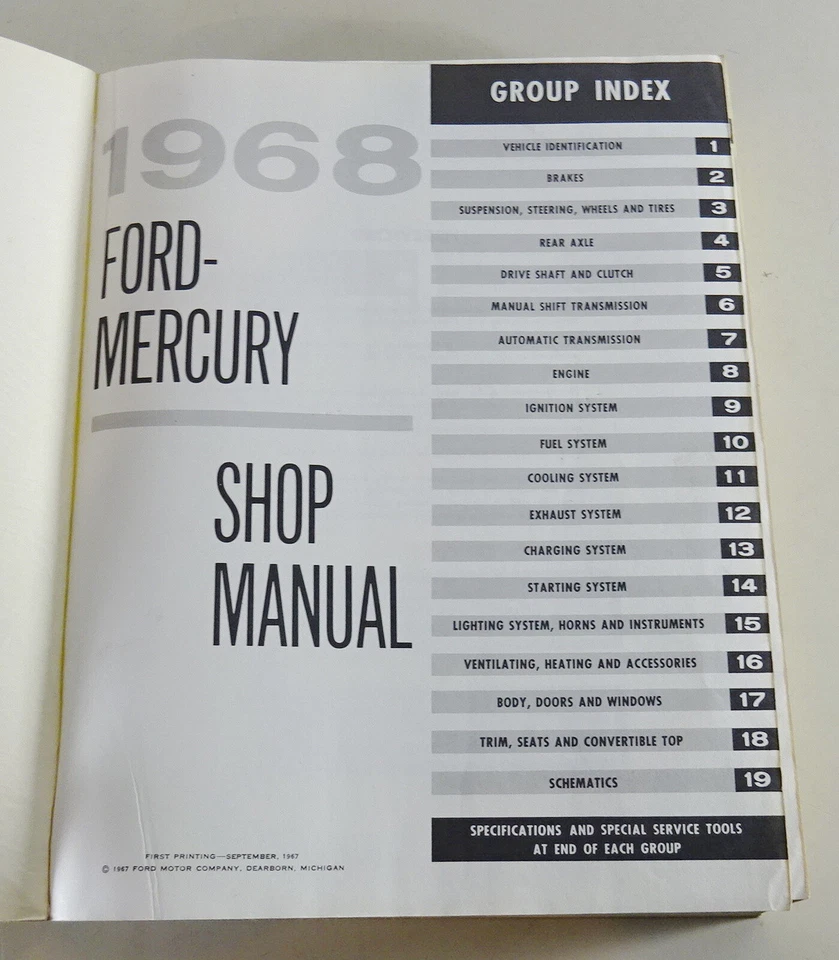 1968
FORD-
MERCURY
SHOP
MANUAL
FIRST PRINTING—SEPTEMBER, 1967
© 1967 FORD MOTOR COMPANY, DEARBORN, MICHIGAN
GROUP INDEX
VEHICLE IDENTIFICATION 1
BRAKES 2
SUSPENSION, STEERING, WHEELS AND TIRES 3
REAR AXLE 4
DRIVE SHAFT AND CLUTCH 5
MANUAL SHIFT TRANSMISSION 6
AUTOMATIC TRANSMISSION 7
ENGINE 8
IGNITION SYSTEM 9
FUEL SYSTEM 10
COOLING SYSTEM 11
EXHAUST SYSTEM 12
CHARGING SYSTEM 13
STARTING SYSTEM 14
LIGHTING SYSTEM, HORNS AND INSTRUMENTS 15
VENTILATING, HEATING AND ACCESSORIES 16
BODY, DOORS AND WINDOWS 17
TRIM, SEATS AND CONVERTIBLE TOP 18
SCHEMATICS 19
SPECIFICATIONS AND SPECIAL SERVICE TOOLS
AT END OF EACH GROUP